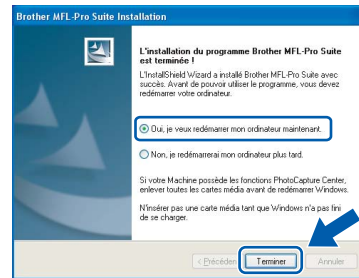 Brother MFL-Pro Suite Installation
L'installation du programme Brother MFL-Pro Suite
est terminée !
L'InstallShield Wizard a installé Brother MFL-Pro Suite avec
succès. Avant de pouvoir utiliser le programme, vous devez
redémarrer votre ordinateur.
Oui, je veux redémarrer mon ordinateur maintenant.
Non, je redémarrerai mon ordinateur plus tard.
Si votre Machine possède les fonctions PhotoCapture Center,
enlever toutes les cartes média avant de redémarrer Windows.
N'insérer pas une carte média tant que Windows n'a pas fini
de se charger.
< Précéden Terminer Annuler